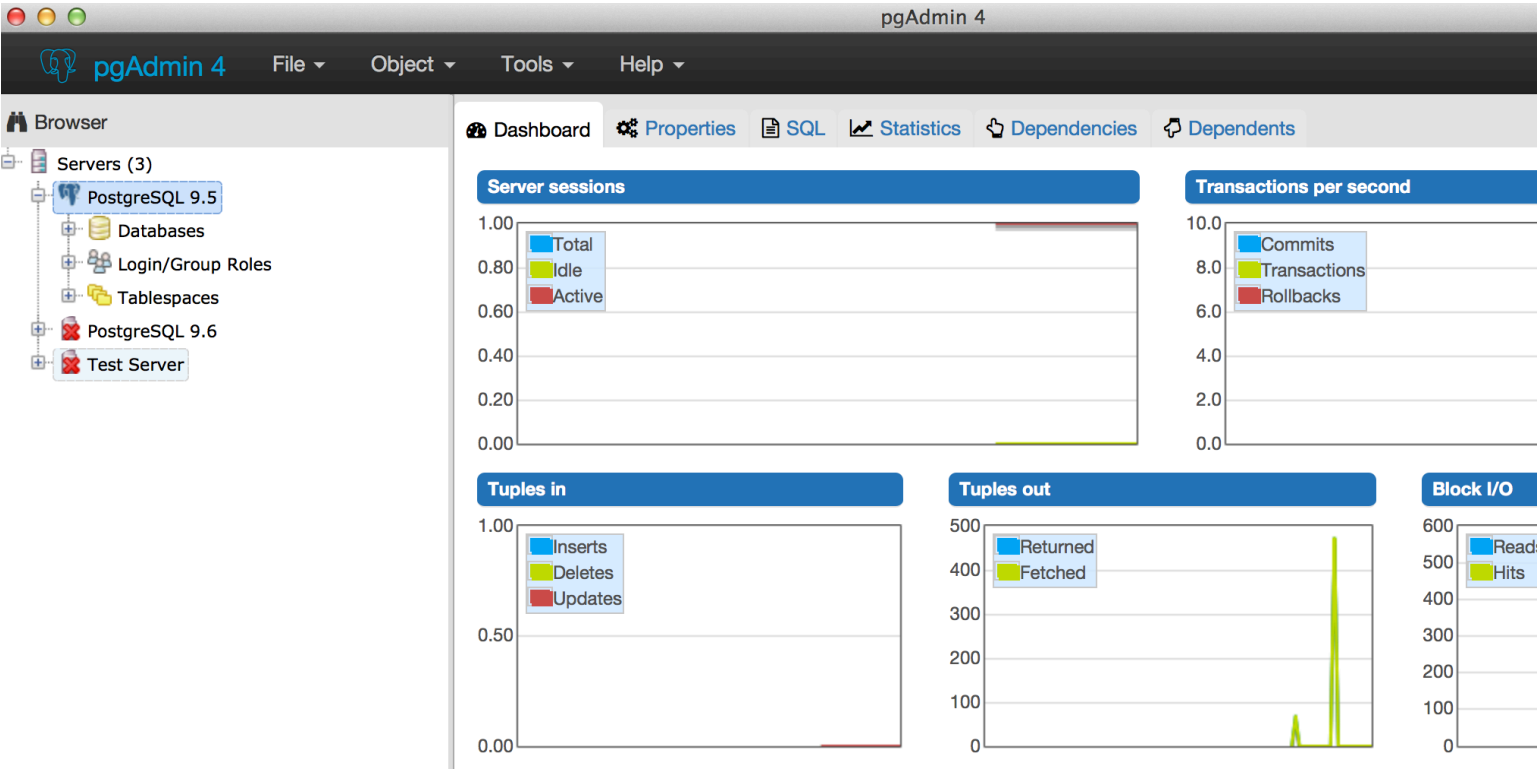 pgAdmin 4
pgAdmin 4 File Object Tools Help
Browser
Dashboard Properties SQL Statistics Dependencies Dependents
Servers (3)
PostgreSQL 9.5
Databases
Login/Group Roles
Tablespaces
PostgreSQL 9.6
Test Server
Server sessions
1.00
0.80
0.60
0.40
0.20
0.00
Total
Idle
Active
Transactions per second
10.0
8.0
6.0
4.0
2.0
0.0
Commits
Transactions
Rollbacks
Tuples in
1.00
0.50
0.00
Inserts
Deletes
Updates
Tuples out
500
400
300
200
100
0
Returned
Fetched
Block I/O
600
500
400
300
200
100
0
Reads
Hits